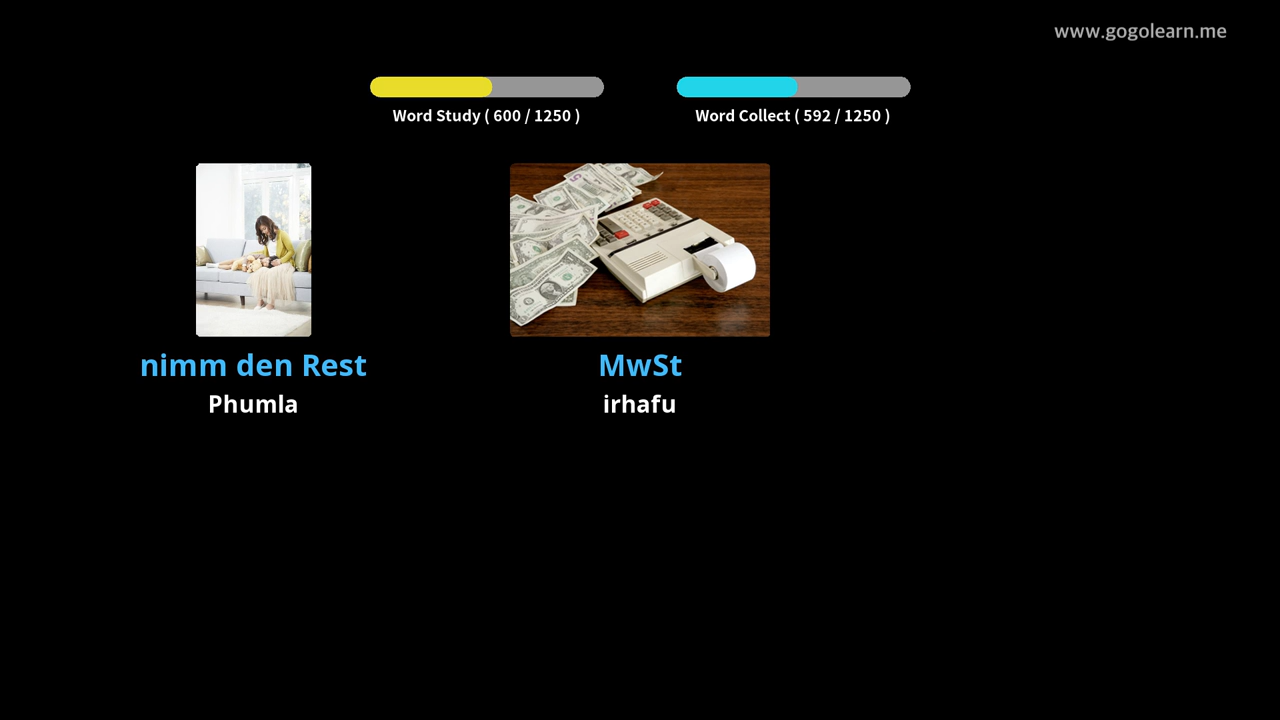 www.gogolearn.me
Word Study ( 600 / 1250 )
Word Collect ( 592 / 1250 )
nimm den Rest
Phumla
MwSt
irhafu